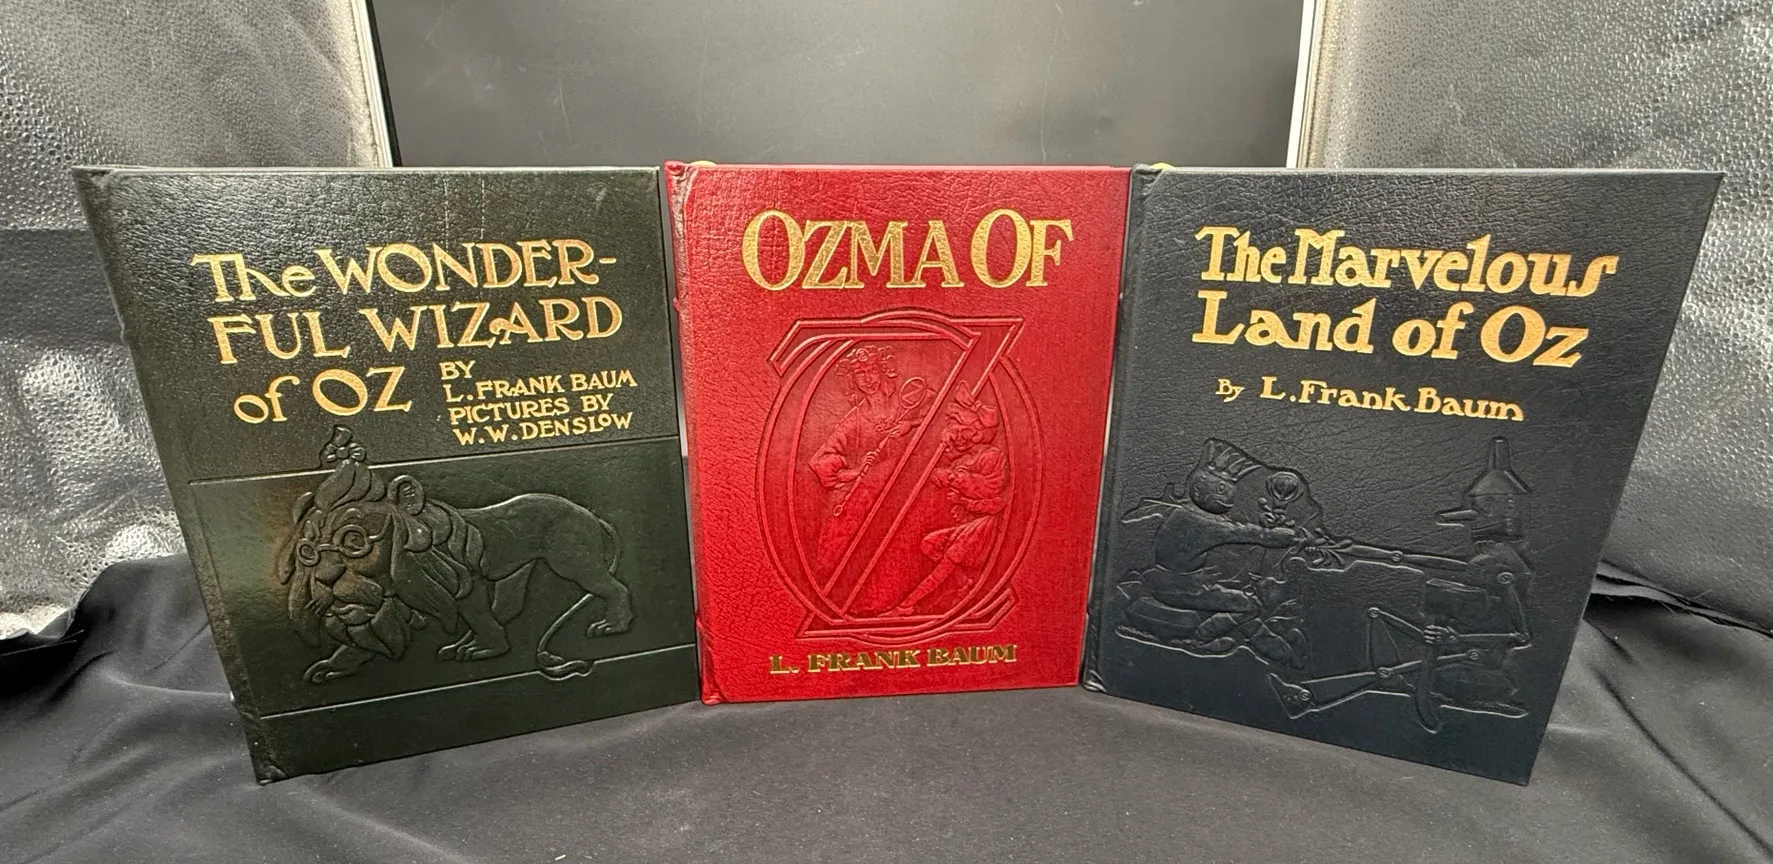 The WONDER-
FUL WIZARD
of OZ
BY
L. FRANK BAUM
PICTURES BY
W. W. DENSLOW
OZMA OF
OZ
L. FRANK BAUM
The Marvelous
Land of Oz
By L. Frank Baum